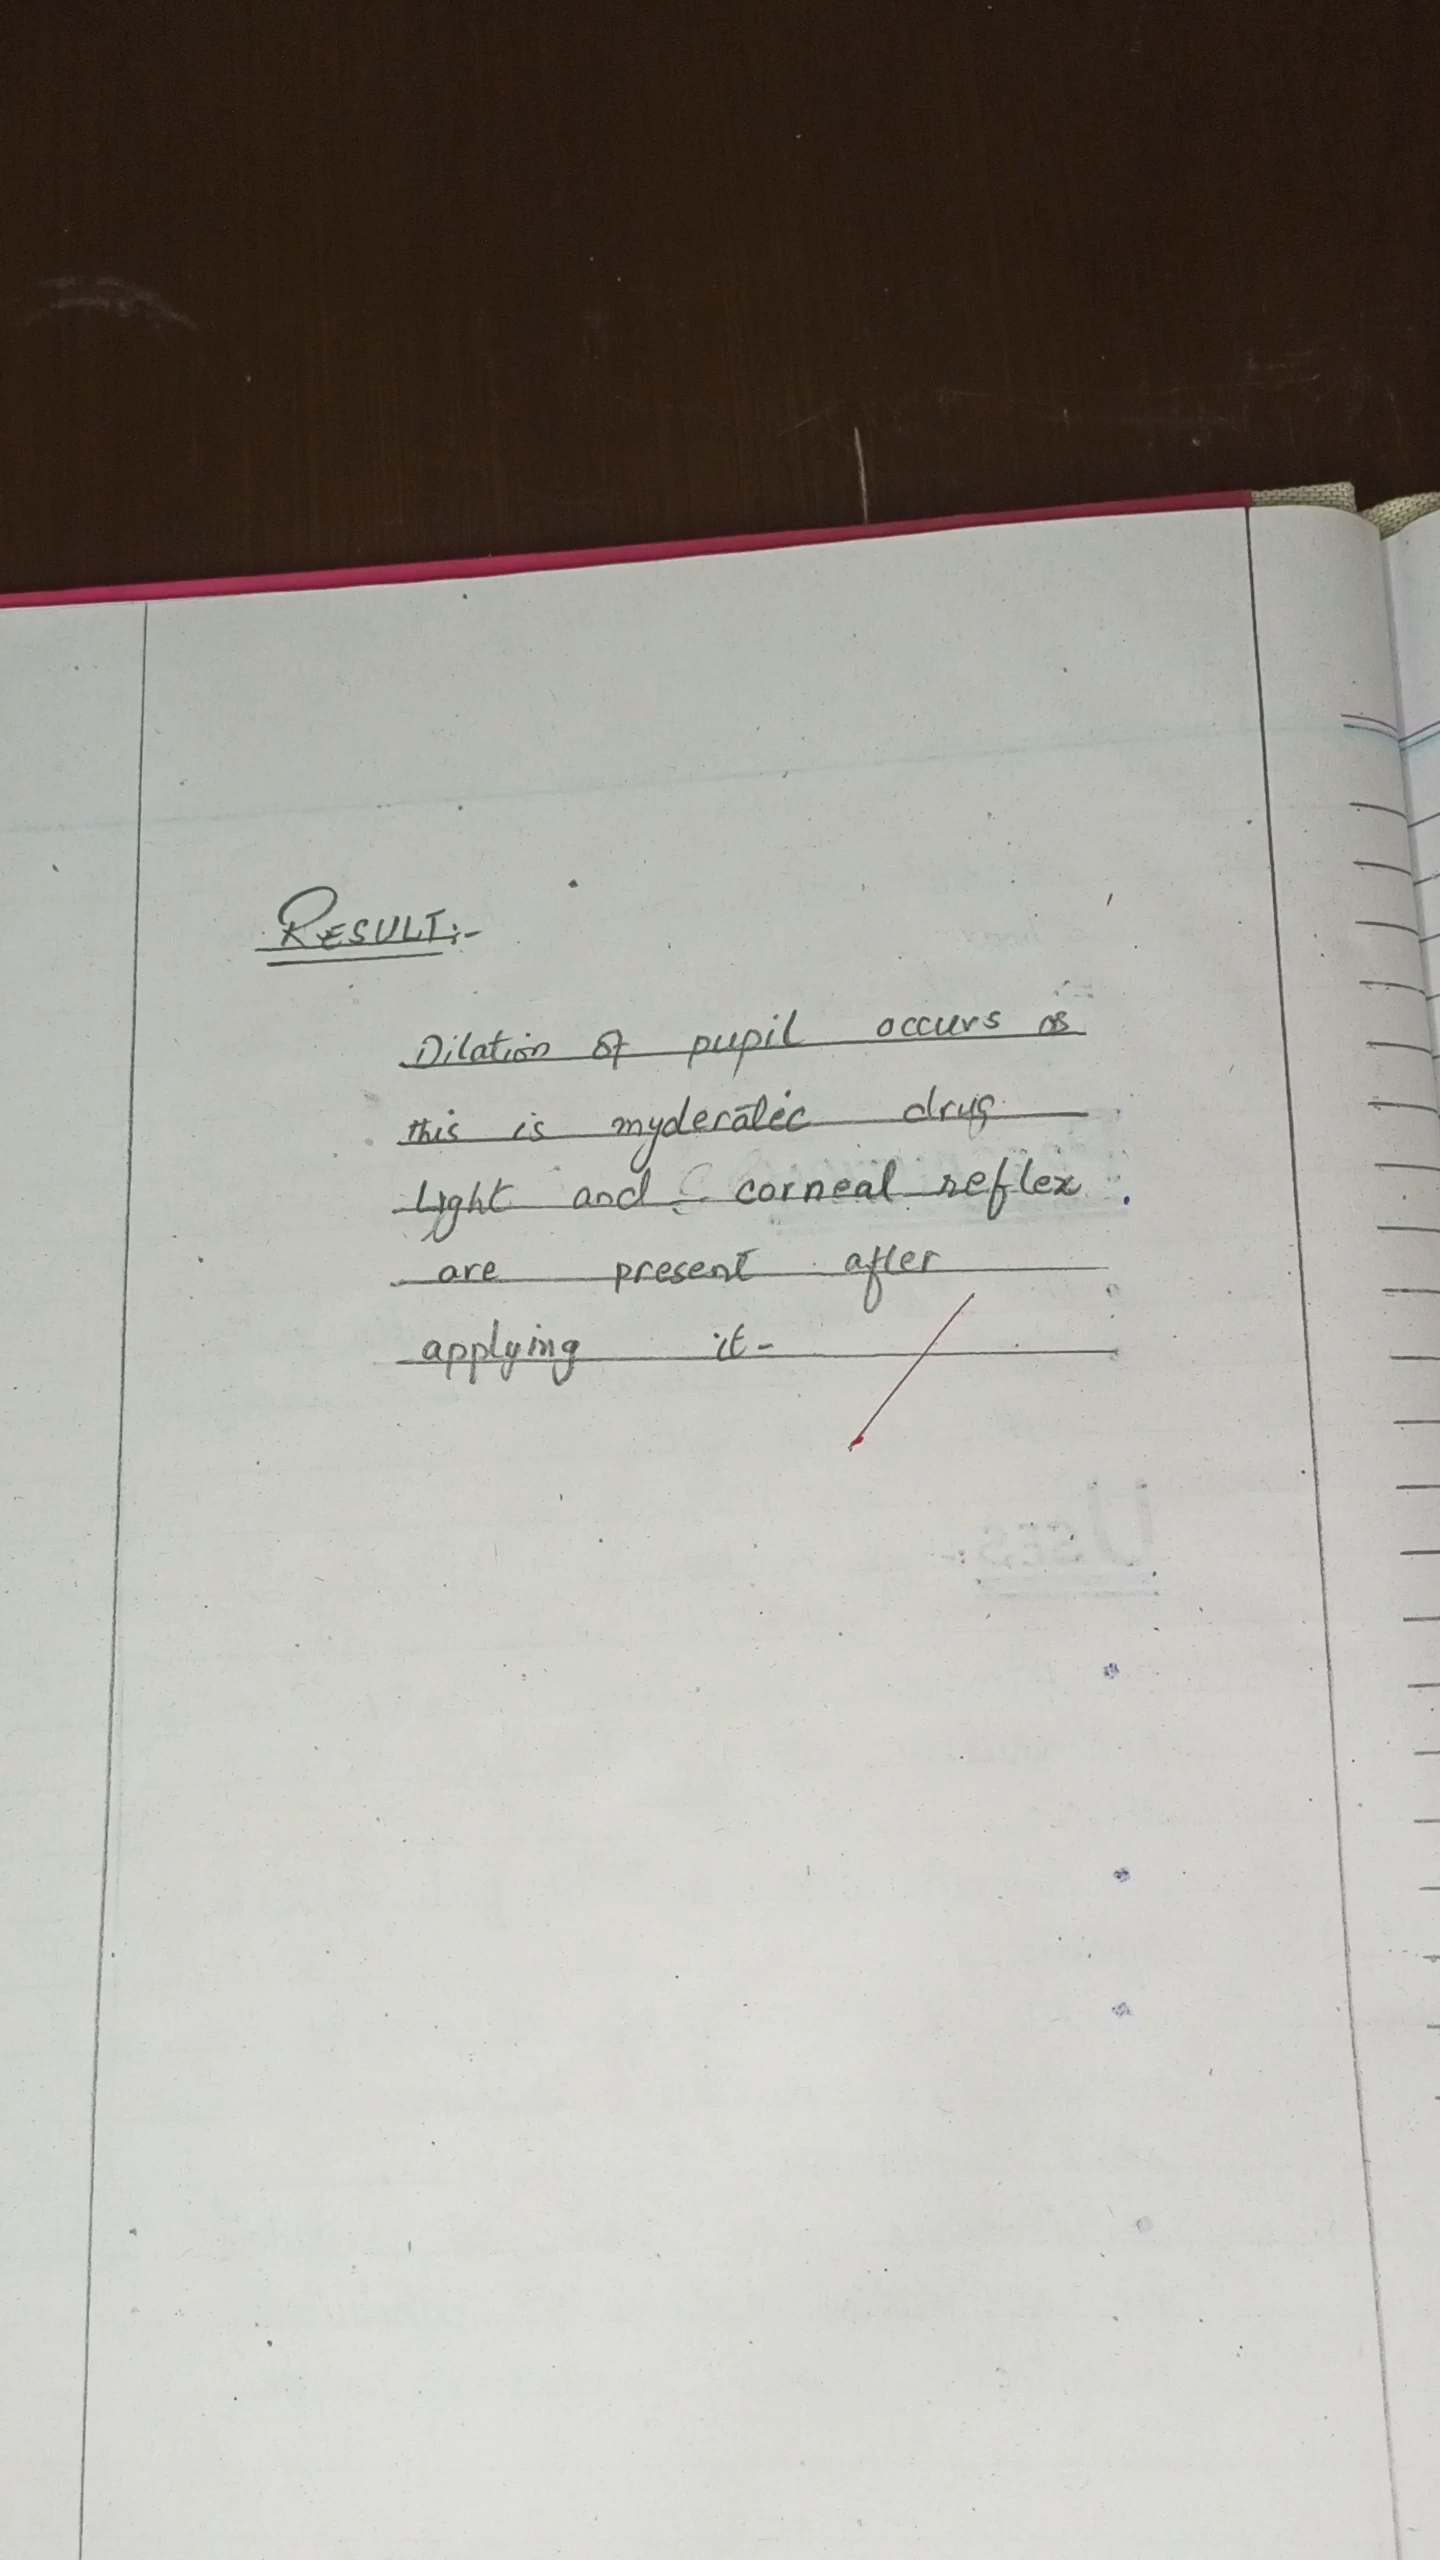 RESULT:-
Dilation of pupil occurs as
this is myderatic drug
Light and corneal reflex
are present after
applying it-
USES:-